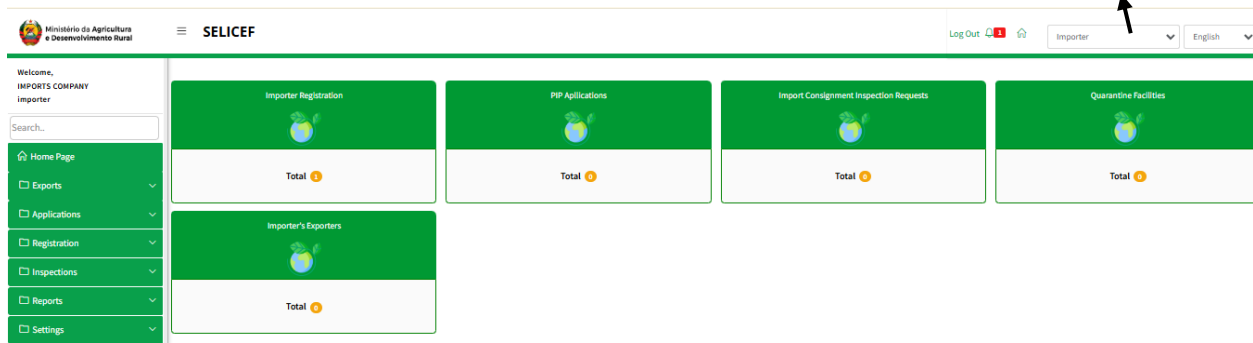 Ministério da Agricultura
e Desenvolvimento Rural
SELICEF
Log Out
1
Importer
English
Welcome,
IMPORTS COMPANY
importer
Search..
Home Page
Exports
Applications
Registration
Inspections
Reports
Settings
Importer Registration
Total 1
PIP Apllications
Total 0
Import Consignment Inspection Requests
Total 0
Quarantine Facilities
Total 0
Importer's Exporters
Total 0